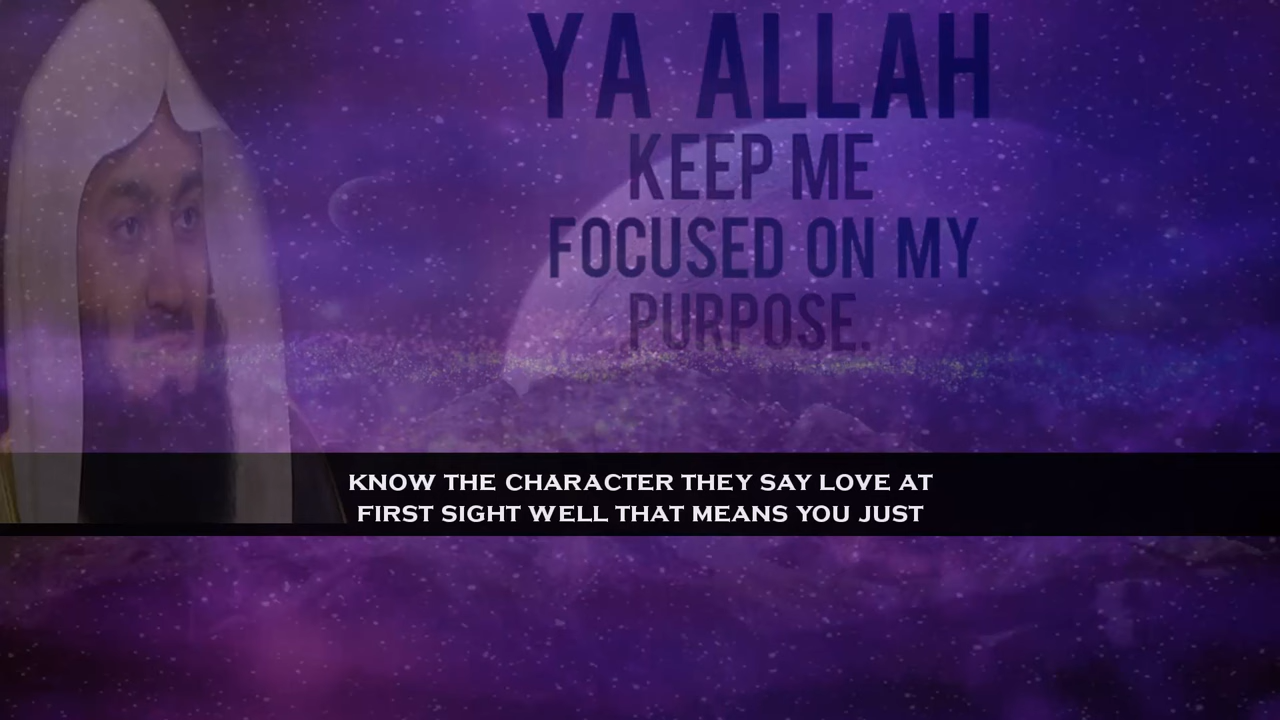 YA ALLAH
KEEP ME
FOCUSED ON MY
PURPOSE.
KNOW THE CHARACTER THEY SAY LOVE AT
FIRST SIGHT WELL THAT MEANS YOU JUST